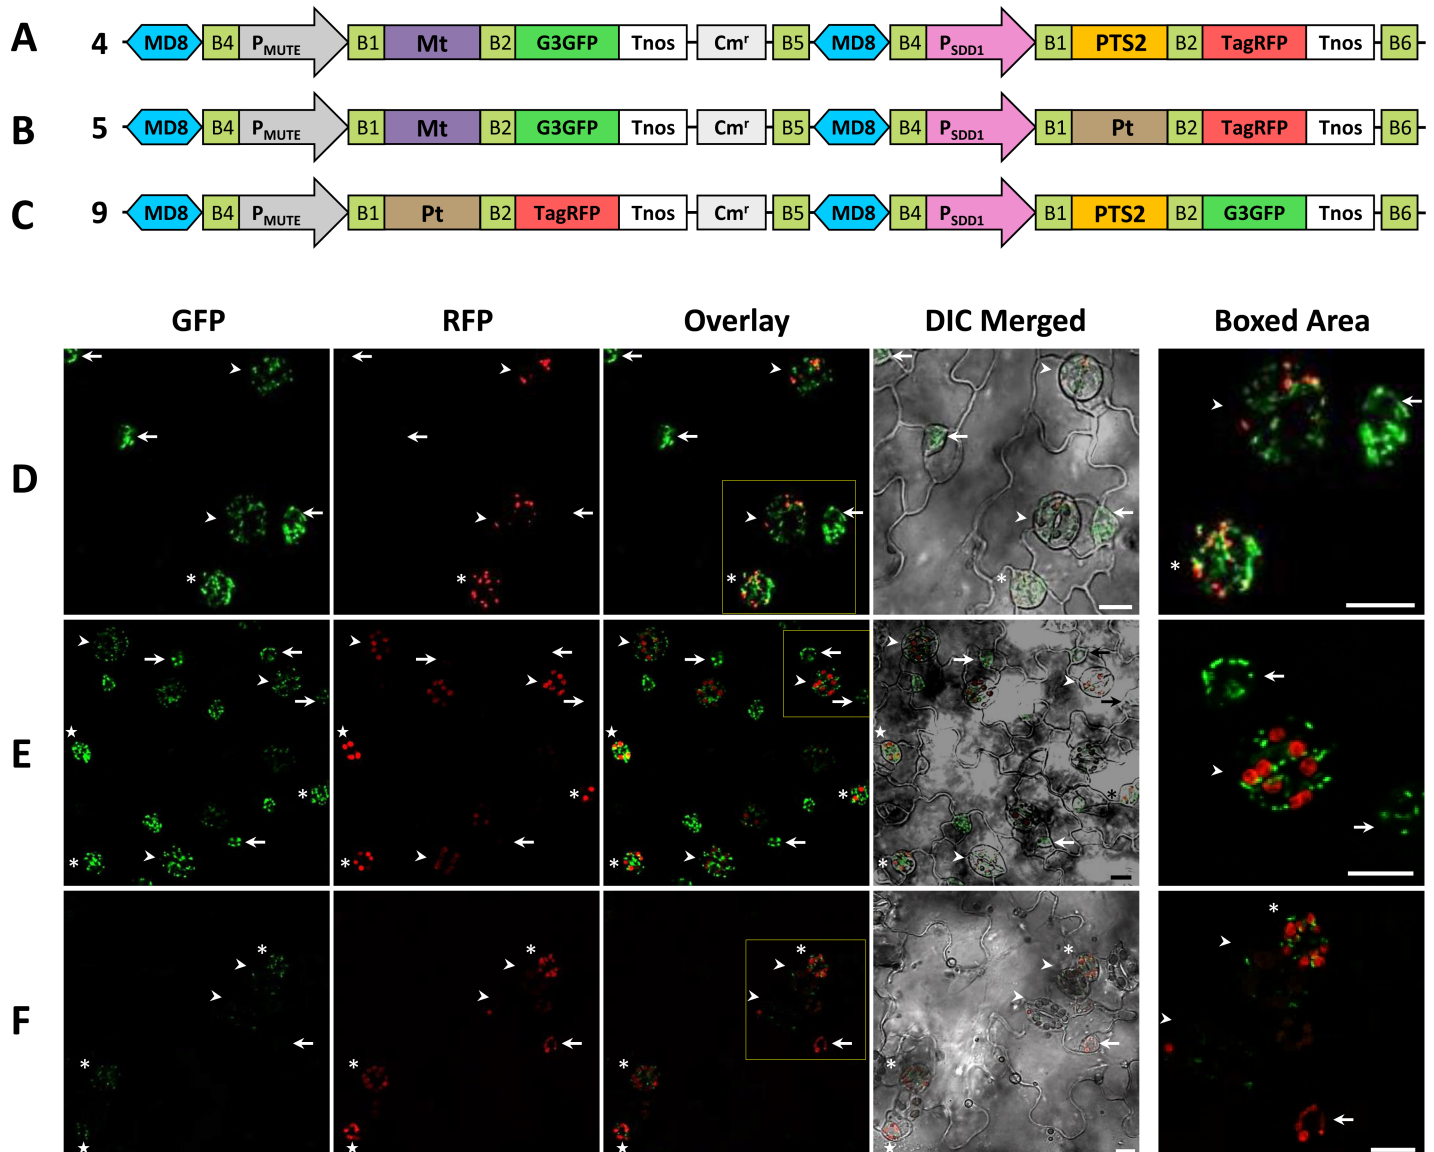 A 4 MD8 B4 PMUTE B1 Mt B2 G3GFP Tnos Cmʳ B5 MD8 B4 PSDD1 B1 PTS2 B2 TagRFP Tnos B6
B 5 MD8 B4 PMUTE B1 Mt B2 G3GFP Tnos Cmʳ B5 MD8 B4 PSDD1 B1 Pt B2 TagRFP Tnos B6
C 9 MD8 B4 PMUTE B1 Pt B2 TagRFP Tnos Cmʳ B5 MD8 B4 PSDD1 B1 PTS2 B2 G3GFP Tnos B6
GFP RFP Overlay DIC Merged Boxed Area
D
E
F